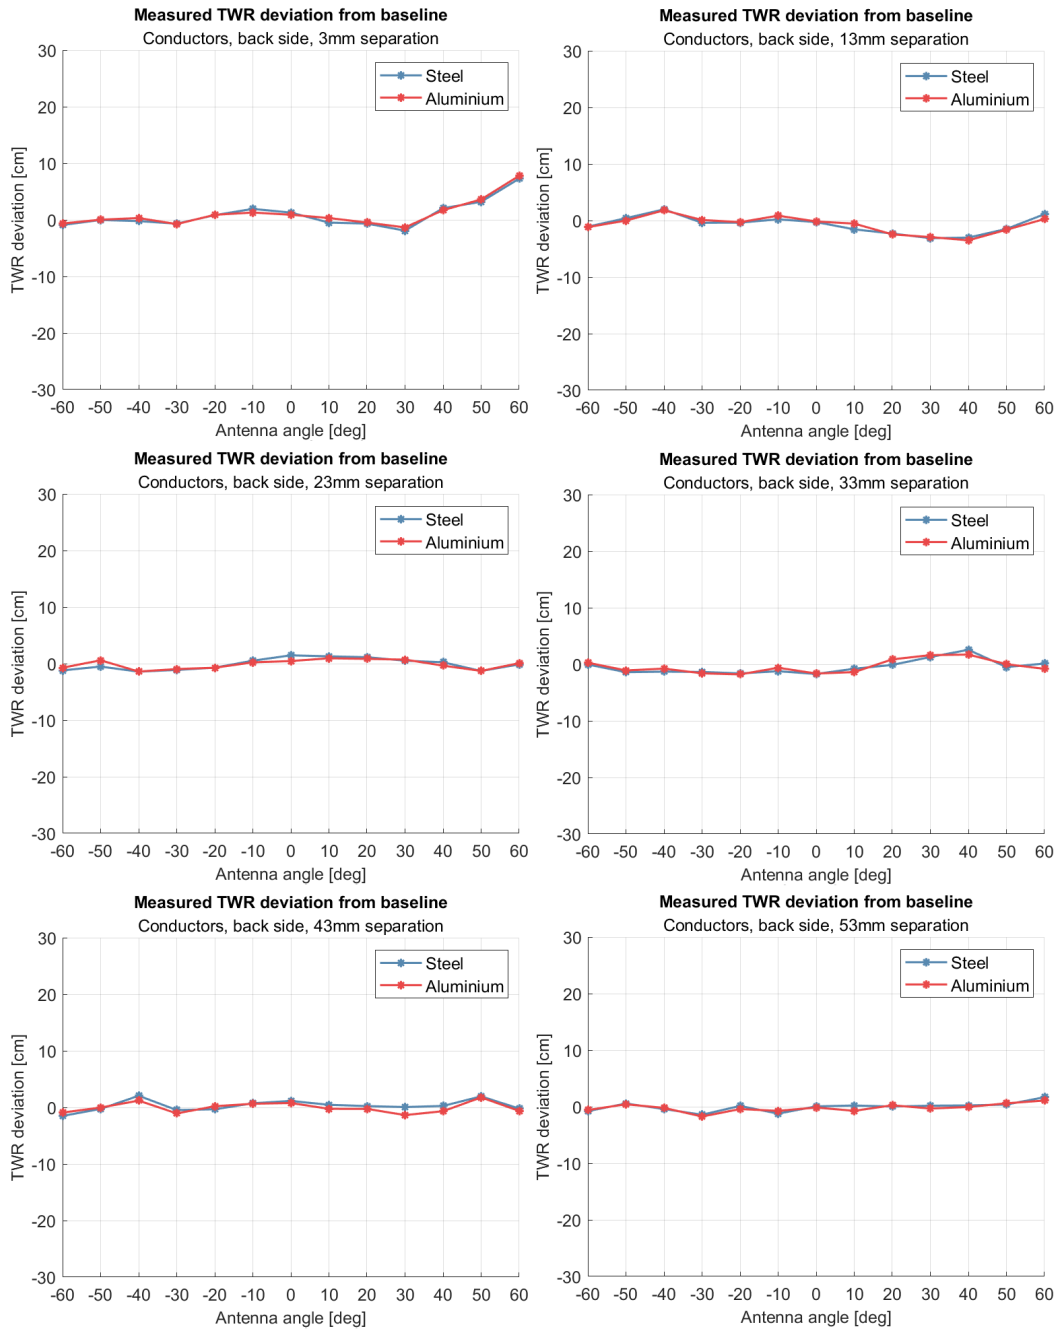 Measured TWR deviation from baseline
Conductors, back side, 3mm separation
30
20
10
0
-10
-20
-30
TWR deviation [cm]
Steel
Aluminium
-60 -50 -40 -30 -20 -10 0 10 20 30 40 50 60
Antenna angle [deg]
Measured TWR deviation from baseline
Conductors, back side, 13mm separation
30
20
10
0
-10
-20
-30
TWR deviation [cm]
Steel
Aluminium
-60 -50 -40 -30 -20 -10 0 10 20 30 40 50 60
Antenna angle [deg]
Measured TWR deviation from baseline
Conductors, back side, 23mm separation
30
20
10
0
-10
-20
-30
TWR deviation [cm]
Steel
Aluminium
-60 -50 -40 -30 -20 -10 0 10 20 30 40 50 60
Antenna angle [deg]
Measured TWR deviation from baseline
Conductors, back side, 33mm separation
30
20
10
0
-10
-20
-30
TWR deviation [cm]
Steel
Aluminium
-60 -50 -40 -30 -20 -10 0 10 20 30 40 50 60
Antenna angle [deg]
Measured TWR deviation from baseline
Conductors, back side, 43mm separation
30
20
10
0
-10
-20
-30
TWR deviation [cm]
Steel
Aluminium
-60 -50 -40 -30 -20 -10 0 10 20 30 40 50 60
Antenna angle [deg]
Measured TWR deviation from baseline
Conductors, back side, 53mm separation
30
20
10
0
-10
-20
-30
TWR deviation [cm]
Steel
Aluminium
-60 -50 -40 -30 -20 -10 0 10 20 30 40 50 60
Antenna angle [deg]